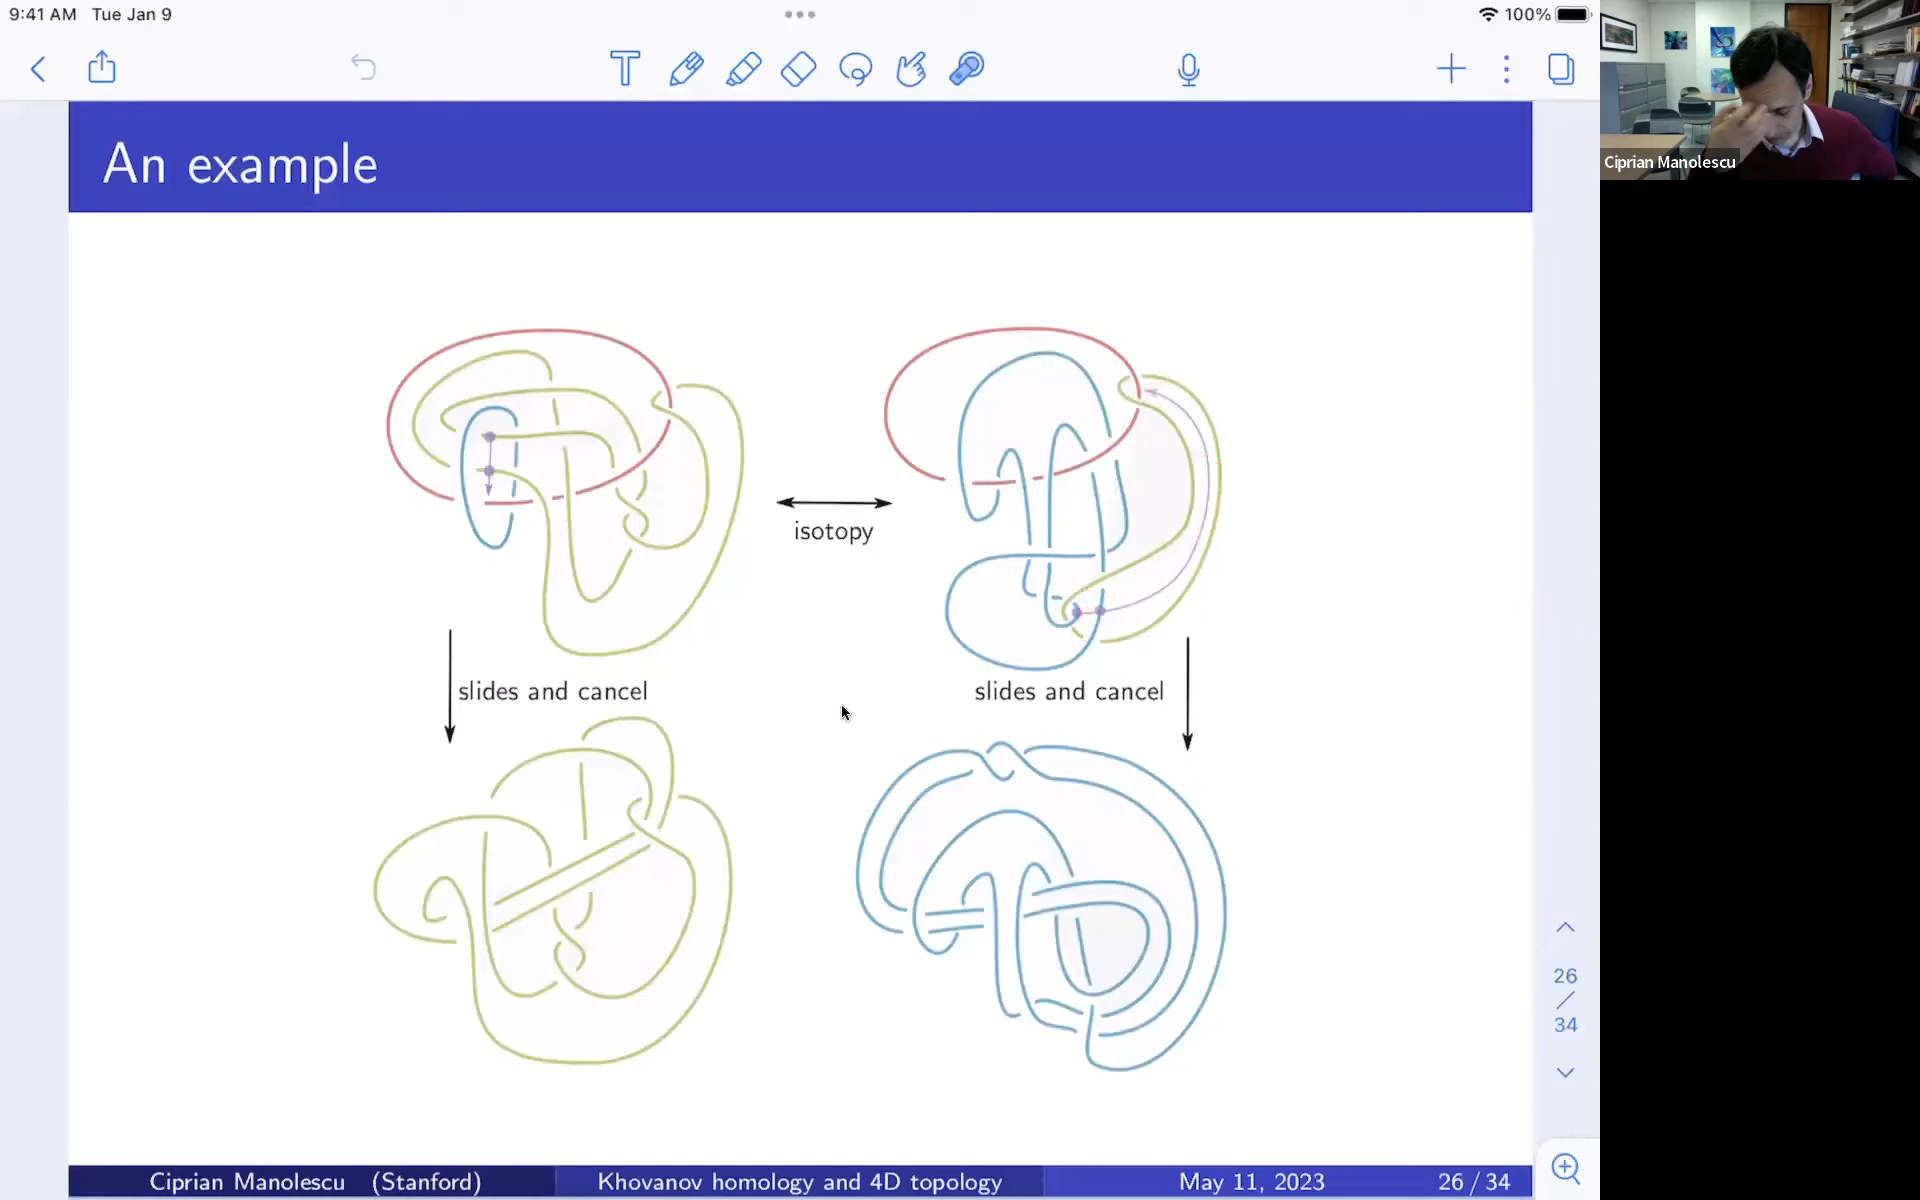 9:41 AM Tue Jan 9
100%
Ciprian Manolescu
An example
isotopy
slides and cancel
slides and cancel
26
34
Ciprian Manolescu (Stanford)
Khovanov homology and 4D topology
May 11, 2023
26 / 34